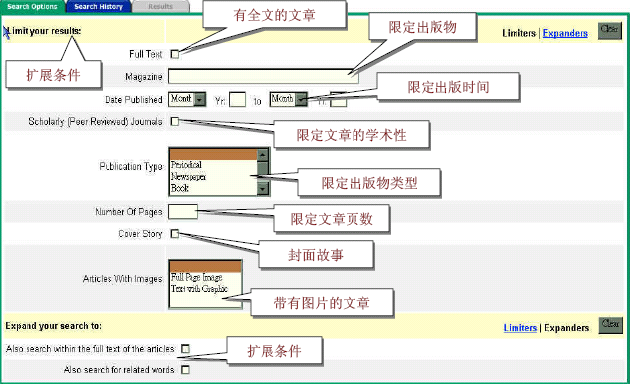 Search Options Search History Results
Limit your results: Limiters | Expanders Clear
有全文的文章
限定出版物
Full Text
扩展条件
Magazine
限定出版时间
Date Published Month Yr: to Month Yr:
Scholarly (Peer Reviewed) Journals
限定文章的学术性
Publication Type
Periodical
Newspaper
Book
限定出版物类型
Number Of Pages
限定文章页数
Cover Story
封面故事
Articles With Images
Full Page Image
Text with Graphic
带有图片的文章
Expand your search to: Limiters | Expanders Clear
Also search within the full text of the articles
扩展条件
Also search for related words